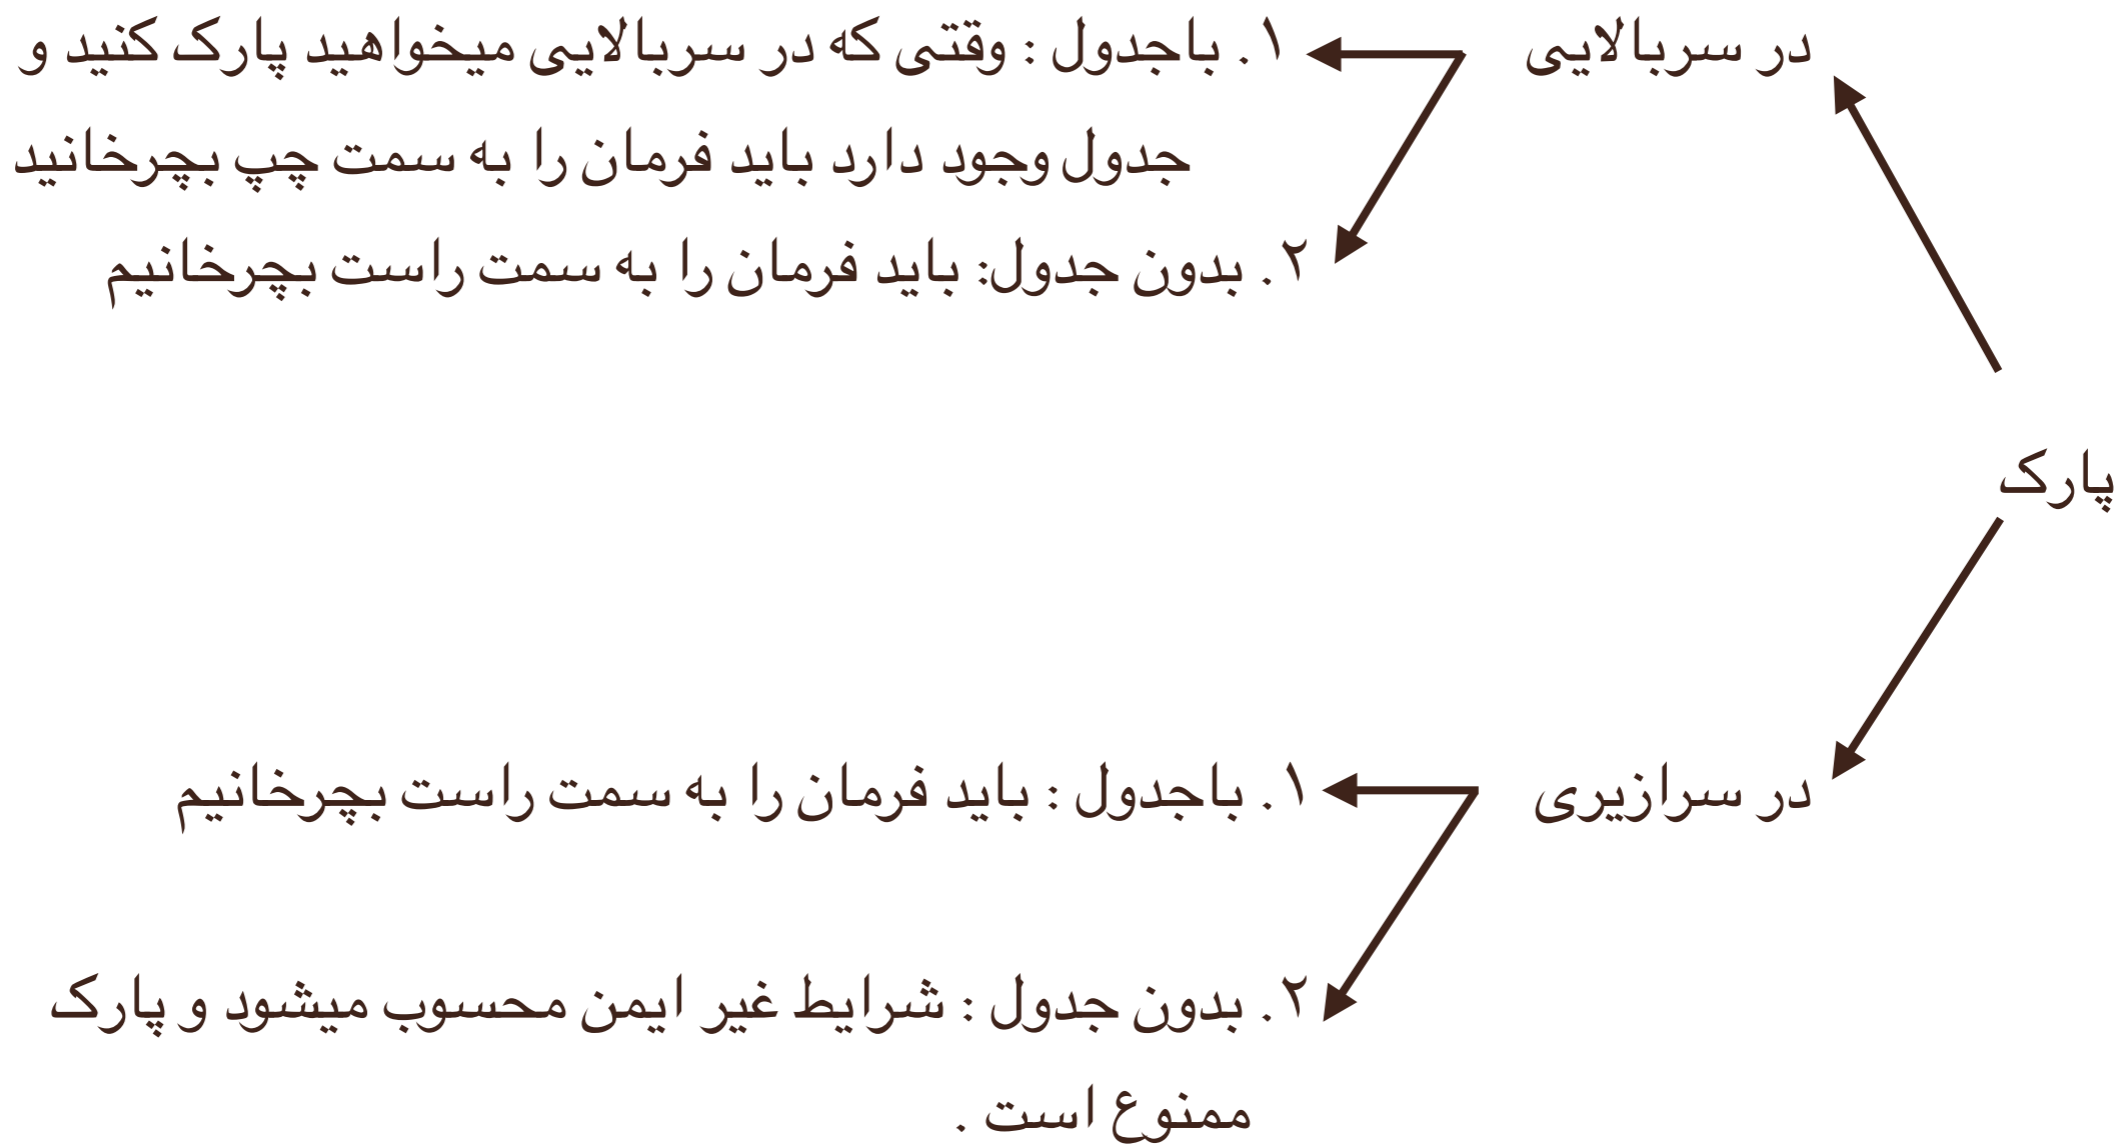 پارک
در سربالایی
۱. باجدول : وقتی که در سربالایی میخواهید پارک کنید و
جدول وجود دارد باید فرمان را به سمت چپ بچرخانید
۲. بدون جدول: باید فرمان را به سمت راست بچرخانیم
در سرازیری
۱. باجدول : باید فرمان را به سمت راست بچرخانیم
۲. بدون جدول : شرایط غیر ایمن محسوب میشود و پارک
ممنوع است .